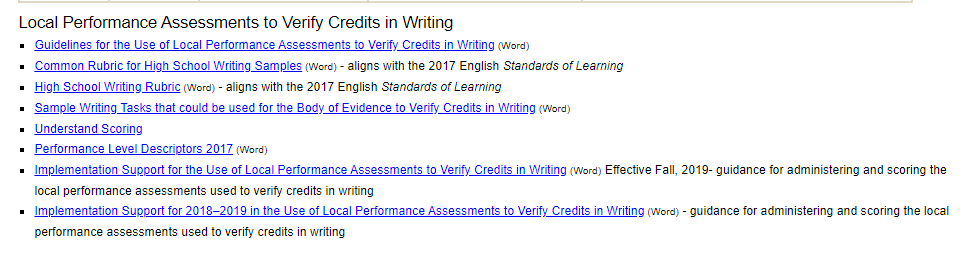 Local Performance Assessments to Verify Credits in Writing
Guidelines for the Use of Local Performance Assessments to Verify Credits in Writing (Word)
Common Rubric for High School Writing Samples (Word) - aligns with the 2017 English Standards of Learning
High School Writing Rubric (Word) - aligns with the 2017 English Standards of Learning
Sample Writing Tasks that could be used for the Body of Evidence to Verify Credits in Writing (Word)
Understand Scoring
Performance Level Descriptors 2017 (Word)
Implementation Support for the Use of Local Performance Assessments to Verify Credits in Writing (Word) Effective Fall, 2019- guidance for administering and scoring the
local performance assessments used to verify credits in writing
Implementation Support for 2018–2019 in the Use of Local Performance Assessments to Verify Credits in Writing (Word) - guidance for administering and scoring the local
performance assessments used to verify credits in writing